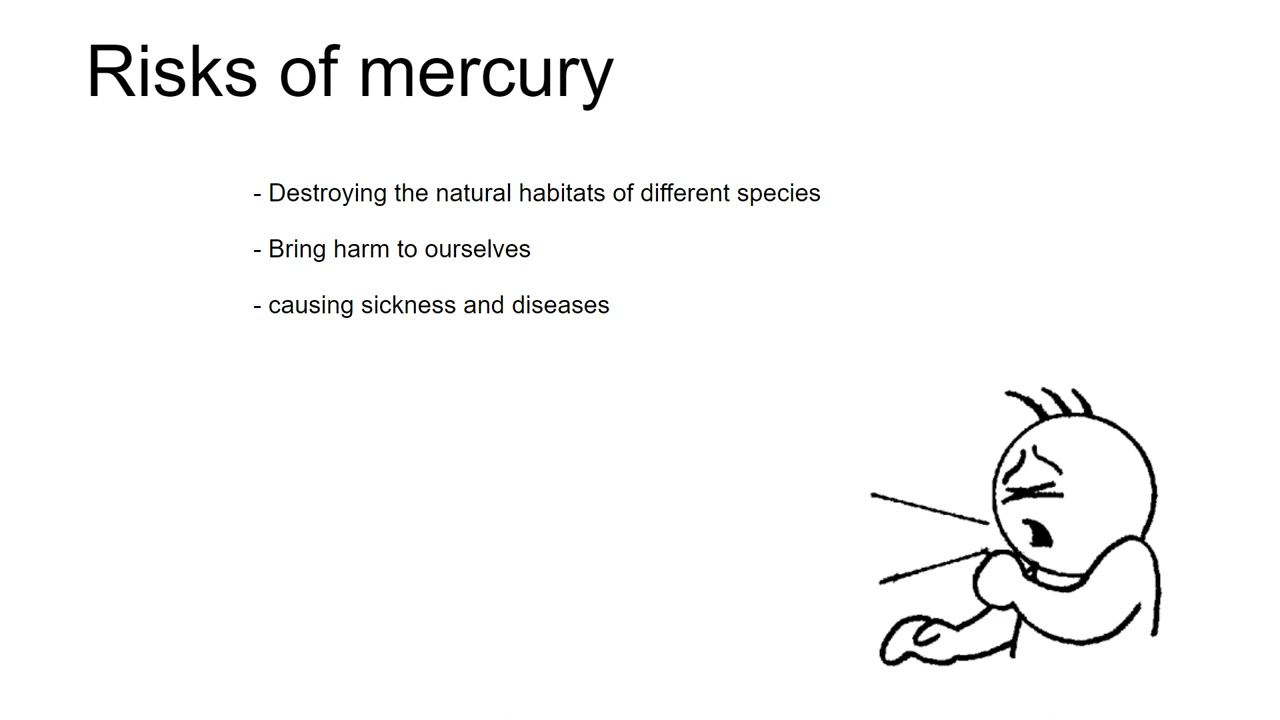 Risks of mercury
- Destroying the natural habitats of different species
- Bring harm to ourselves
- causing sickness and diseases